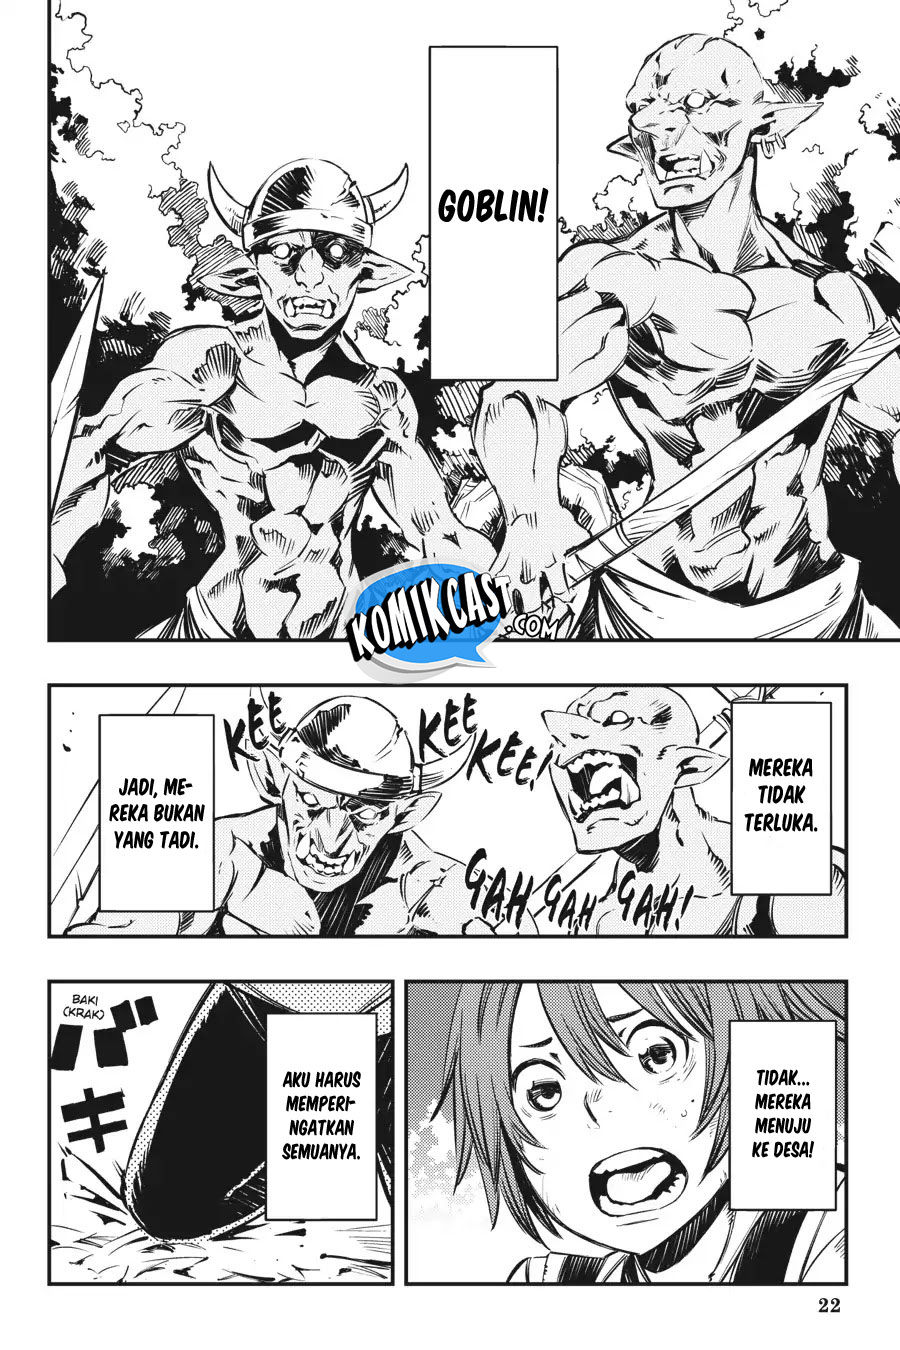 GOBLIN!
KOMIKCAST
.COM
MEREKA
TIDAK
TERLUKA.
KEE
KEE
KEE!
GAH GAH GAH!
JADI, ME-
REKA BUKAN
YANG TADI.
TIDAK...
MEREKA
MENUJU
KE DESA!
AKU HARUS
MEMPERI-
NGATKAN
SEMUANYA.
BAKI
(KRAK)
バキ
22